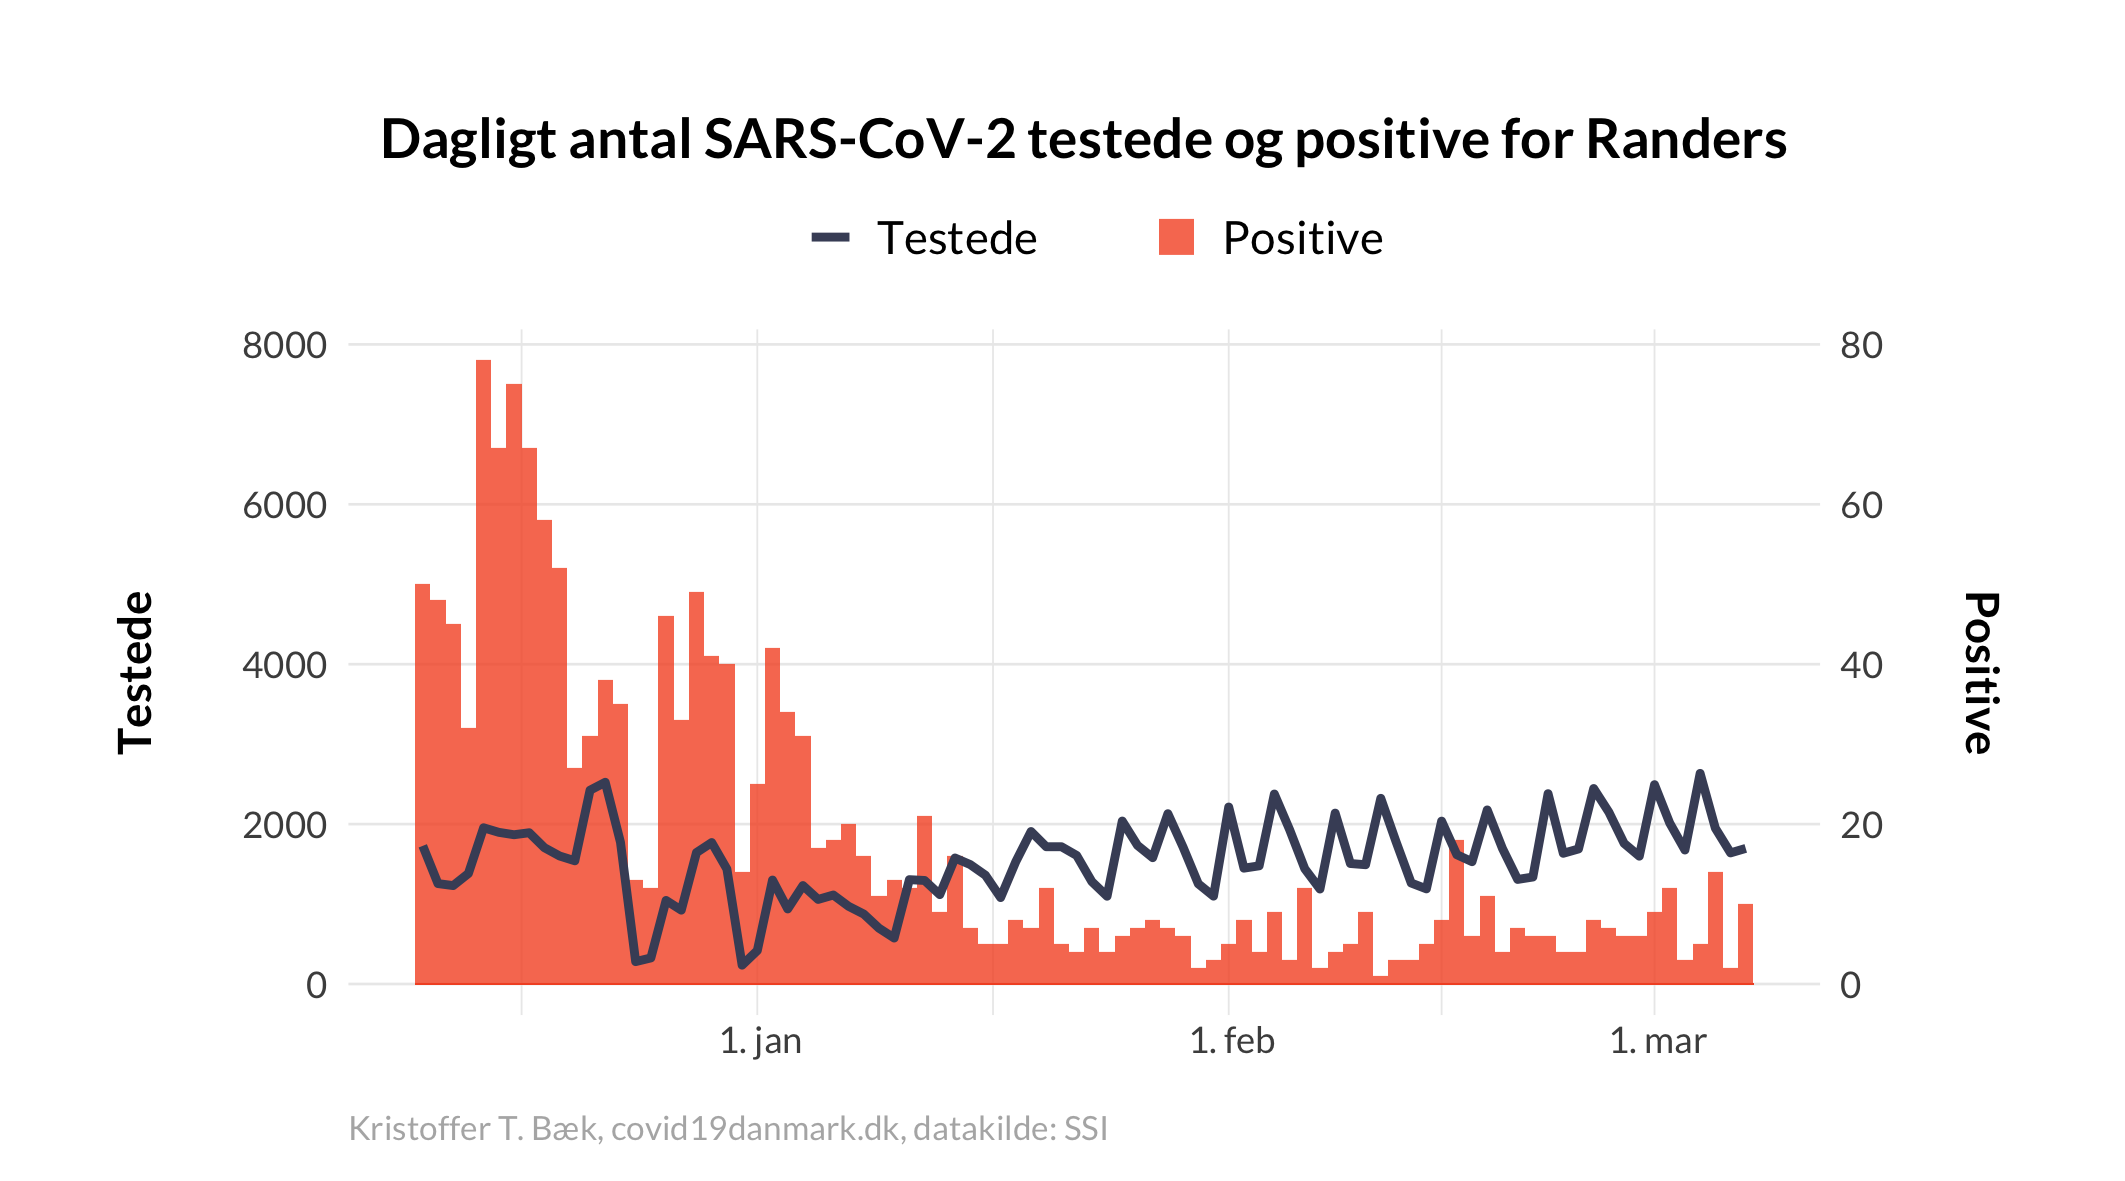 Dagligt antal SARS-CoV-2 testede og positive for Randers
Testede
Positive
8000
6000
4000
2000
0
80
60
40
20
0
Testede
Positive
1. jan
1. feb
1. mar
Kristoffer T. Bæk, covid19danmark.dk, datakilde: SSI